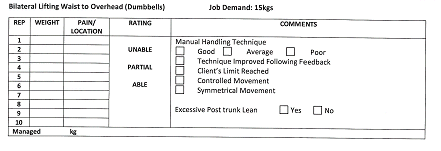 Bilateral Lifting Waist to Overhead (Dumbbells) Job Demand: 15kgs
REP WEIGHT PAIN/ LOCATION RATING COMMENTS
1 Manual Handling Technique
2 UNABLE Good Average Poor
3 Technique Improved Following Feedback
4 PARTIAL Client's Limit Reached
5 Controlled Movement
6 ABLE Symmetrical Movement
7
8 Excessive Post trunk Lean Yes No
9
10
Managed kg